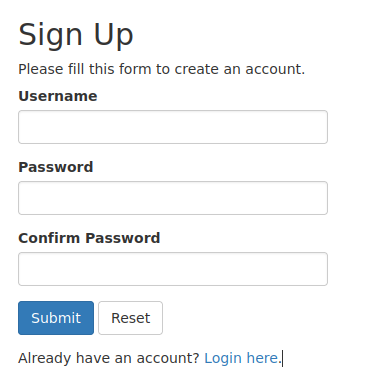 Sign Up
Please fill this form to create an account.
Username
Password
Confirm Password
Submit Reset
Already have an account? Login here.